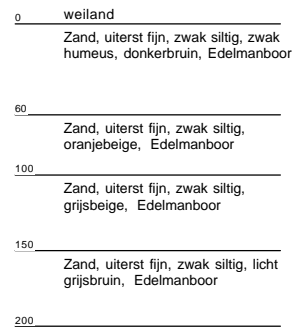 0 weiland
Zand, uiterst fijn, zwak siltig, zwak
humeus, donkerbruin, Edelmanboor
60
Zand, uiterst fijn, zwak siltig,
oranjebeige, Edelmanboor
100
Zand, uiterst fijn, zwak siltig,
grijsbeige, Edelmanboor
150
Zand, uiterst fijn, zwak siltig, licht
grijsbruin, Edelmanboor
200